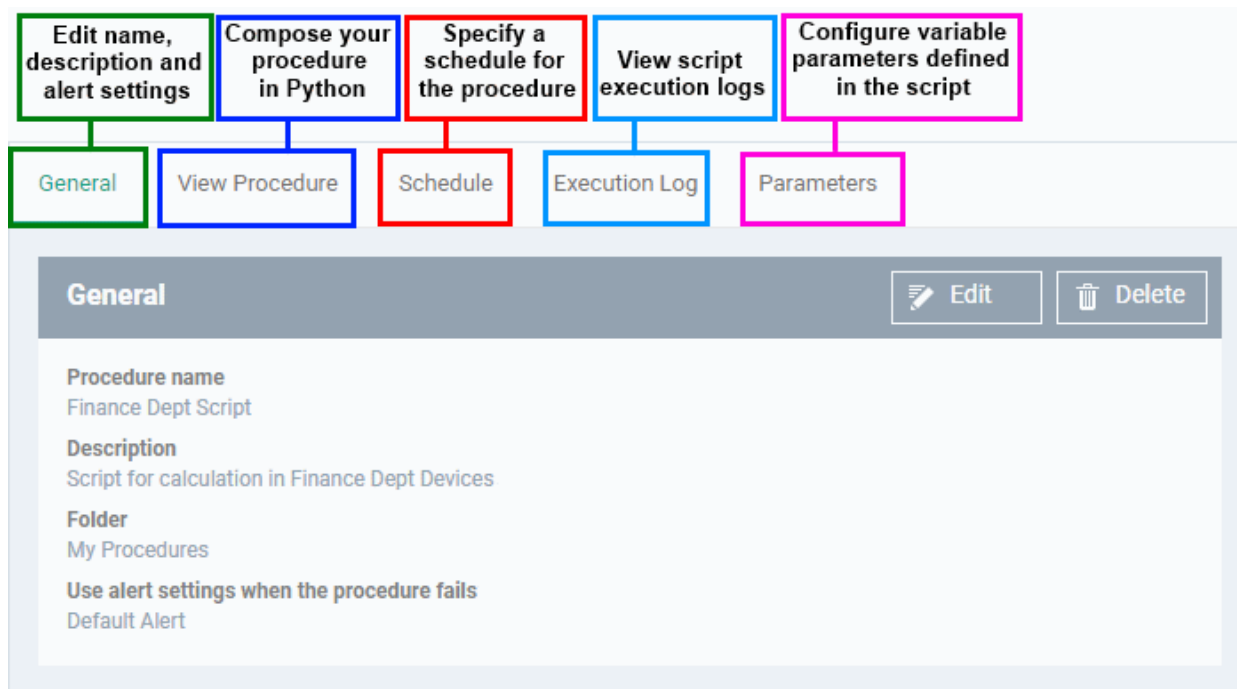 Edit name,
description and
alert settings
Compose your
procedure
in Python
Specify a
schedule for
the procedure
View script
execution logs
Configure variable
parameters defined
in the script
General
View Procedure
Schedule
Execution Log
Parameters
General
Edit
Delete
Procedure name
Finance Dept Script
Description
Script for calculation in Finance Dept Devices
Folder
My Procedures
Use alert settings when the procedure fails
Default Alert